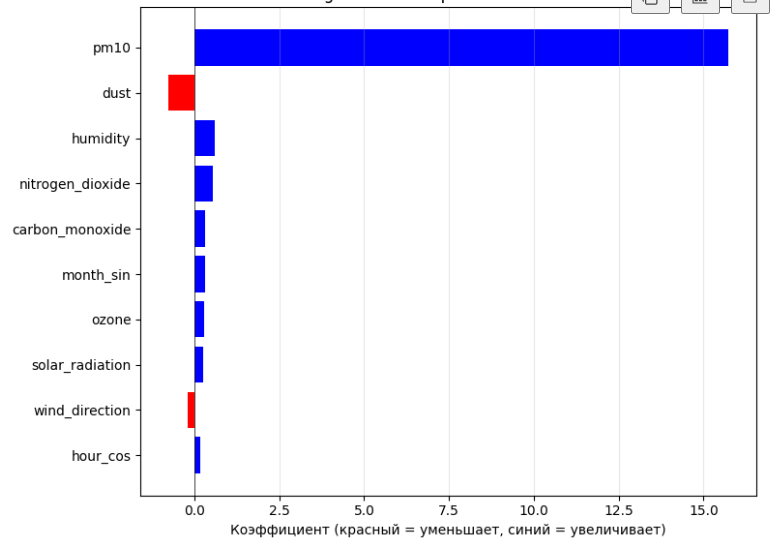 pm10
dust
humidity
nitrogen_dioxide
carbon_monoxide
month_sin
ozone
solar_radiation
wind_direction
hour_cos
0.0 2.5 5.0 7.5 10.0 12.5 15.0
Коэффициент (красный = уменьшает, синий = увеличивает)